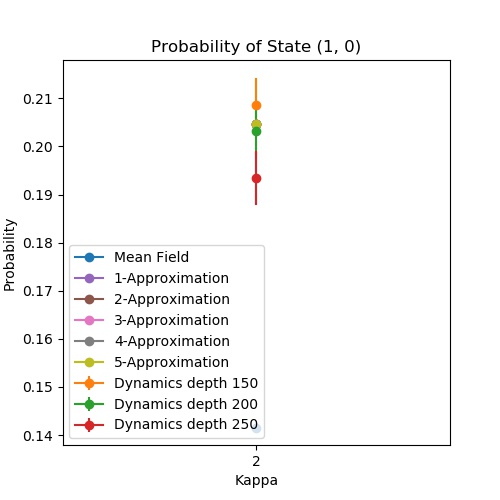 Probability of State (1, 0)
0.21
0.20
0.19
0.18
0.17
0.16
0.15
0.14
Probability
Mean Field
1-Approximation
2-Approximation
3-Approximation
4-Approximation
5-Approximation
Dynamics depth 150
Dynamics depth 200
Dynamics depth 250
2
Kappa